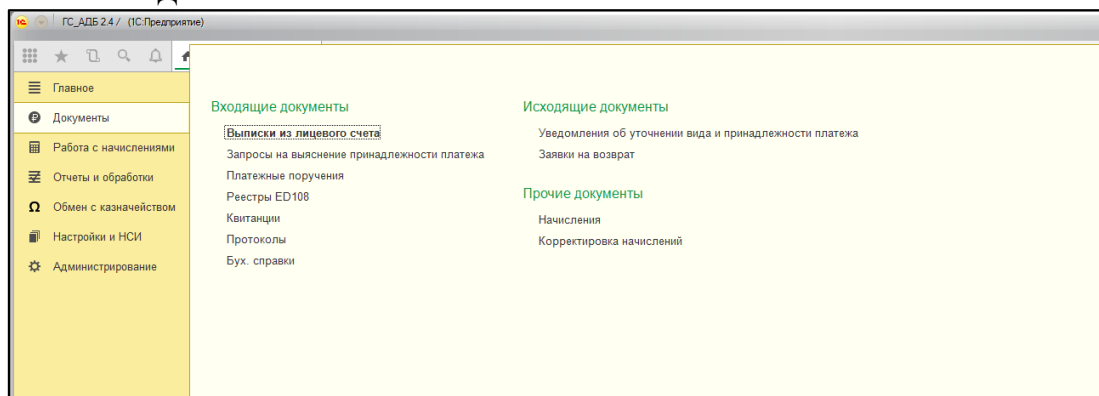 Д
1С ГС_АДБ 2.4 / (1С:Предприятие)
Главное
Документы
Работа с начислениями
Отчеты и обработки
Обмен с казначейством
Настройки и НСИ
Администрирование
Входящие документы
Выписки из лицевого счета
Запросы на выяснение принадлежности платежа
Платежные поручения
Реестры ED108
Квитанции
Протоколы
Бух. справки
Исходящие документы
Уведомления об уточнении вида и принадлежности платежа
Заявки на возврат
Прочие документы
Начисления
Корректировка начислений